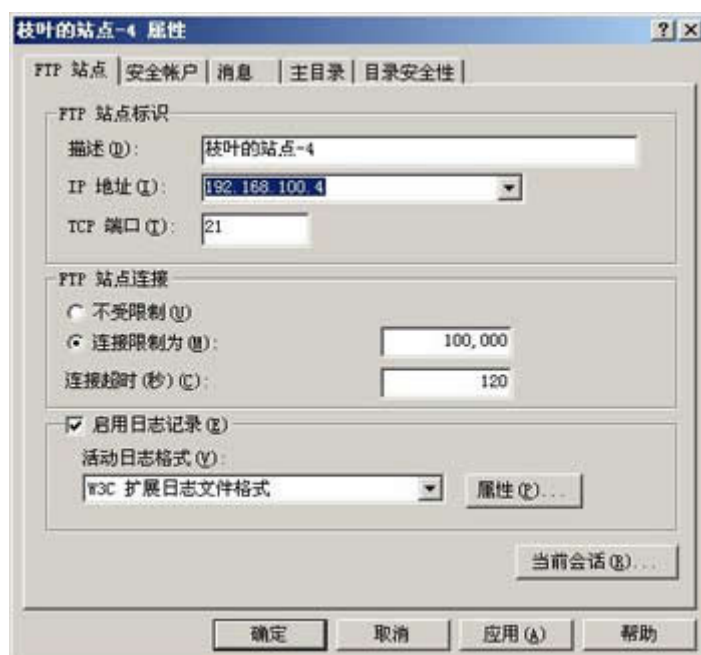 枝叶的站点-4 属性
FTP 站点 安全帐户 消息 主目录 目录安全性
FTP 站点标识
描述(D): 枝叶的站点-4
IP 地址(I): 192.168.100.4
TCP 端口(T): 21
FTP 站点连接
不受限制(U)
连接限制为(M): 100,000
连接超时(秒)(C): 120
启用日志记录(E)
活动日志格式(V):
W3C 扩展日志文件格式 属性(P)...
当前会话(R)...
确定 取消 应用(A) 帮助